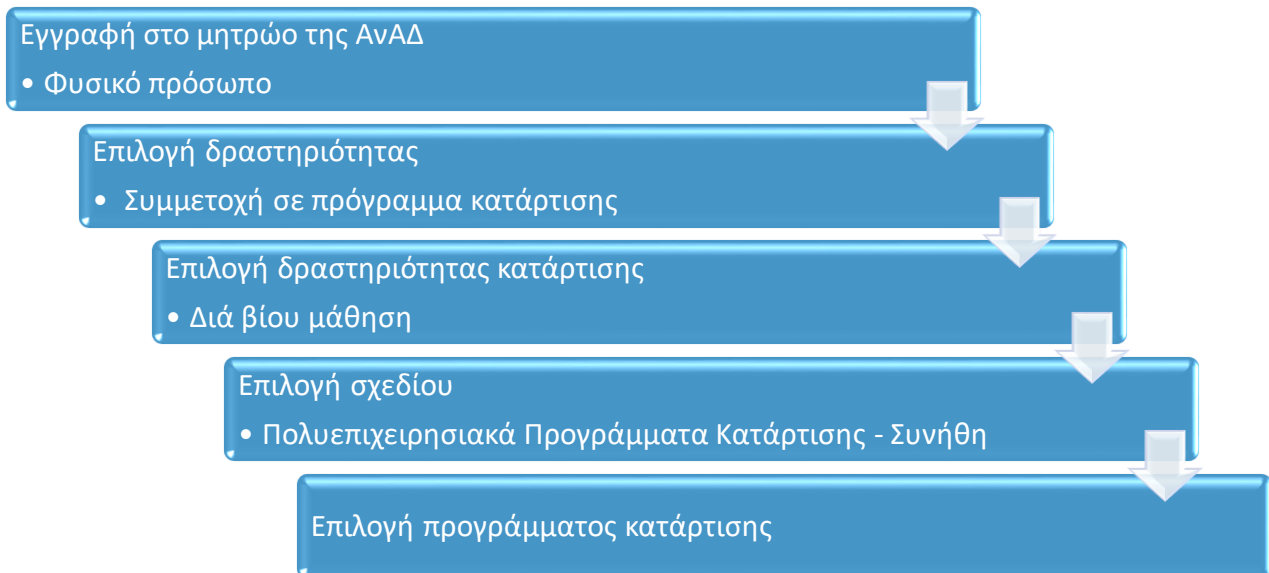 Εγγραφή στο μητρώο της ΑνΑΔ
• Φυσικό πρόσωπο
Επιλογή δραστηριότητας
• Συμμετοχή σε πρόγραμμα κατάρτισης
Επιλογή δραστηριότητας κατάρτισης
• Διά βίου μάθηση
Επιλογή σχεδίου
• Πολυεπιχειρησιακά Προγράμματα Κατάρτισης - Συνήθη
Επιλογή προγράμματος κατάρτισης